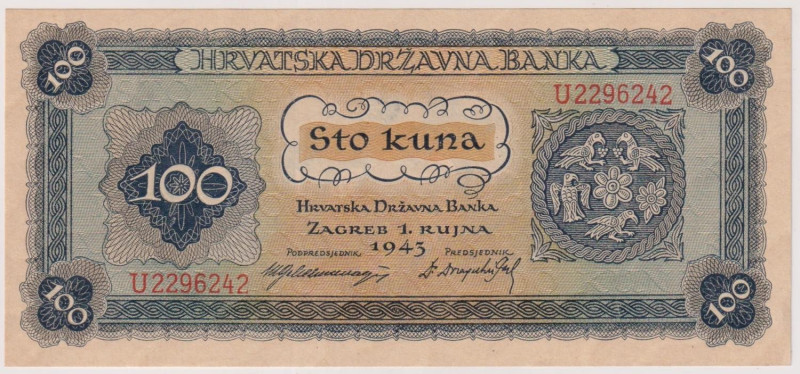 100 HRVATSKA DRŽAVNA BANKA 100
U2296242
Sto kuna
100
HRVATSKA DRŽAVNA BANKA
ZAGREB 1. RUJNA
1943
PODPREDSJEDNIK PREDSJEDNIK
U2296242
100 100